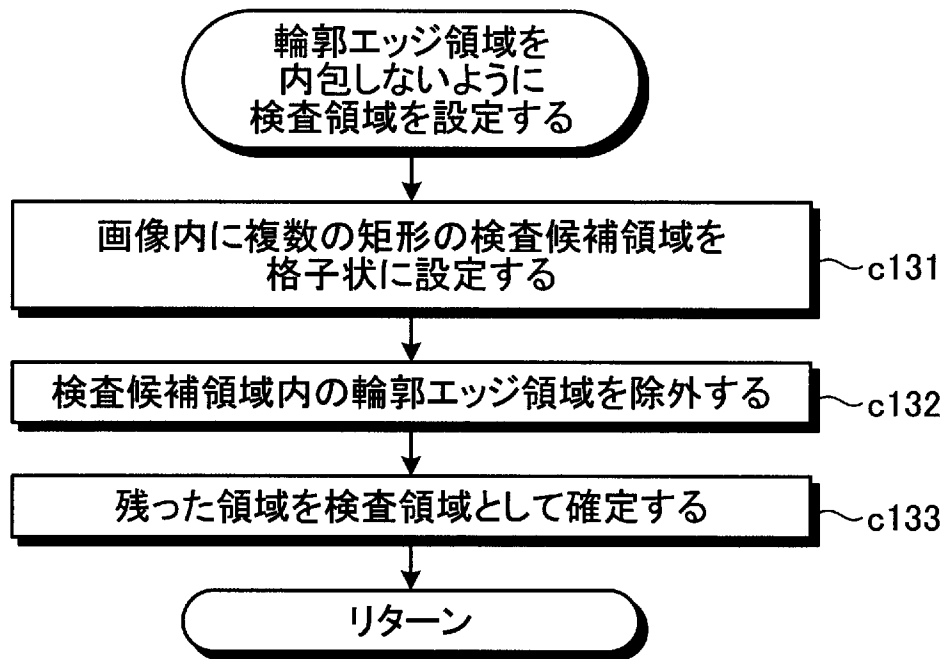 輪郭エッジ領域を
内包しないように
検査領域を設定する
画像内に複数の矩形の検査候補領域を
格子状に設定する
c131
検査候補領域内の輪郭エッジ領域を除外する
c132
残った領域を検査領域として確定する
c133
リターン